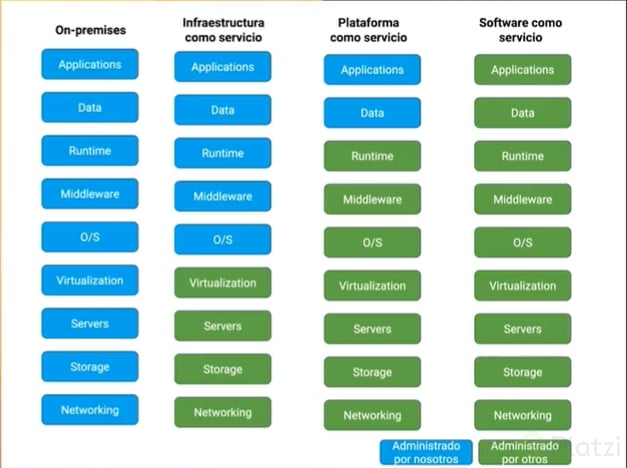 On-premises
Applications
Data
Runtime
Middleware
O/S
Virtualization
Servers
Storage
Networking
Infraestructura
como servicio
Applications
Data
Runtime
Middleware
O/S
Virtualization
Servers
Storage
Networking
Plataforma
como servicio
Applications
Data
Runtime
Middleware
O/S
Virtualization
Servers
Storage
Networking
Software como
servicio
Applications
Data
Runtime
Middleware
O/S
Virtualization
Servers
Storage
Networking
Administrado
por nosotros
Administrado
por otros
Platzi